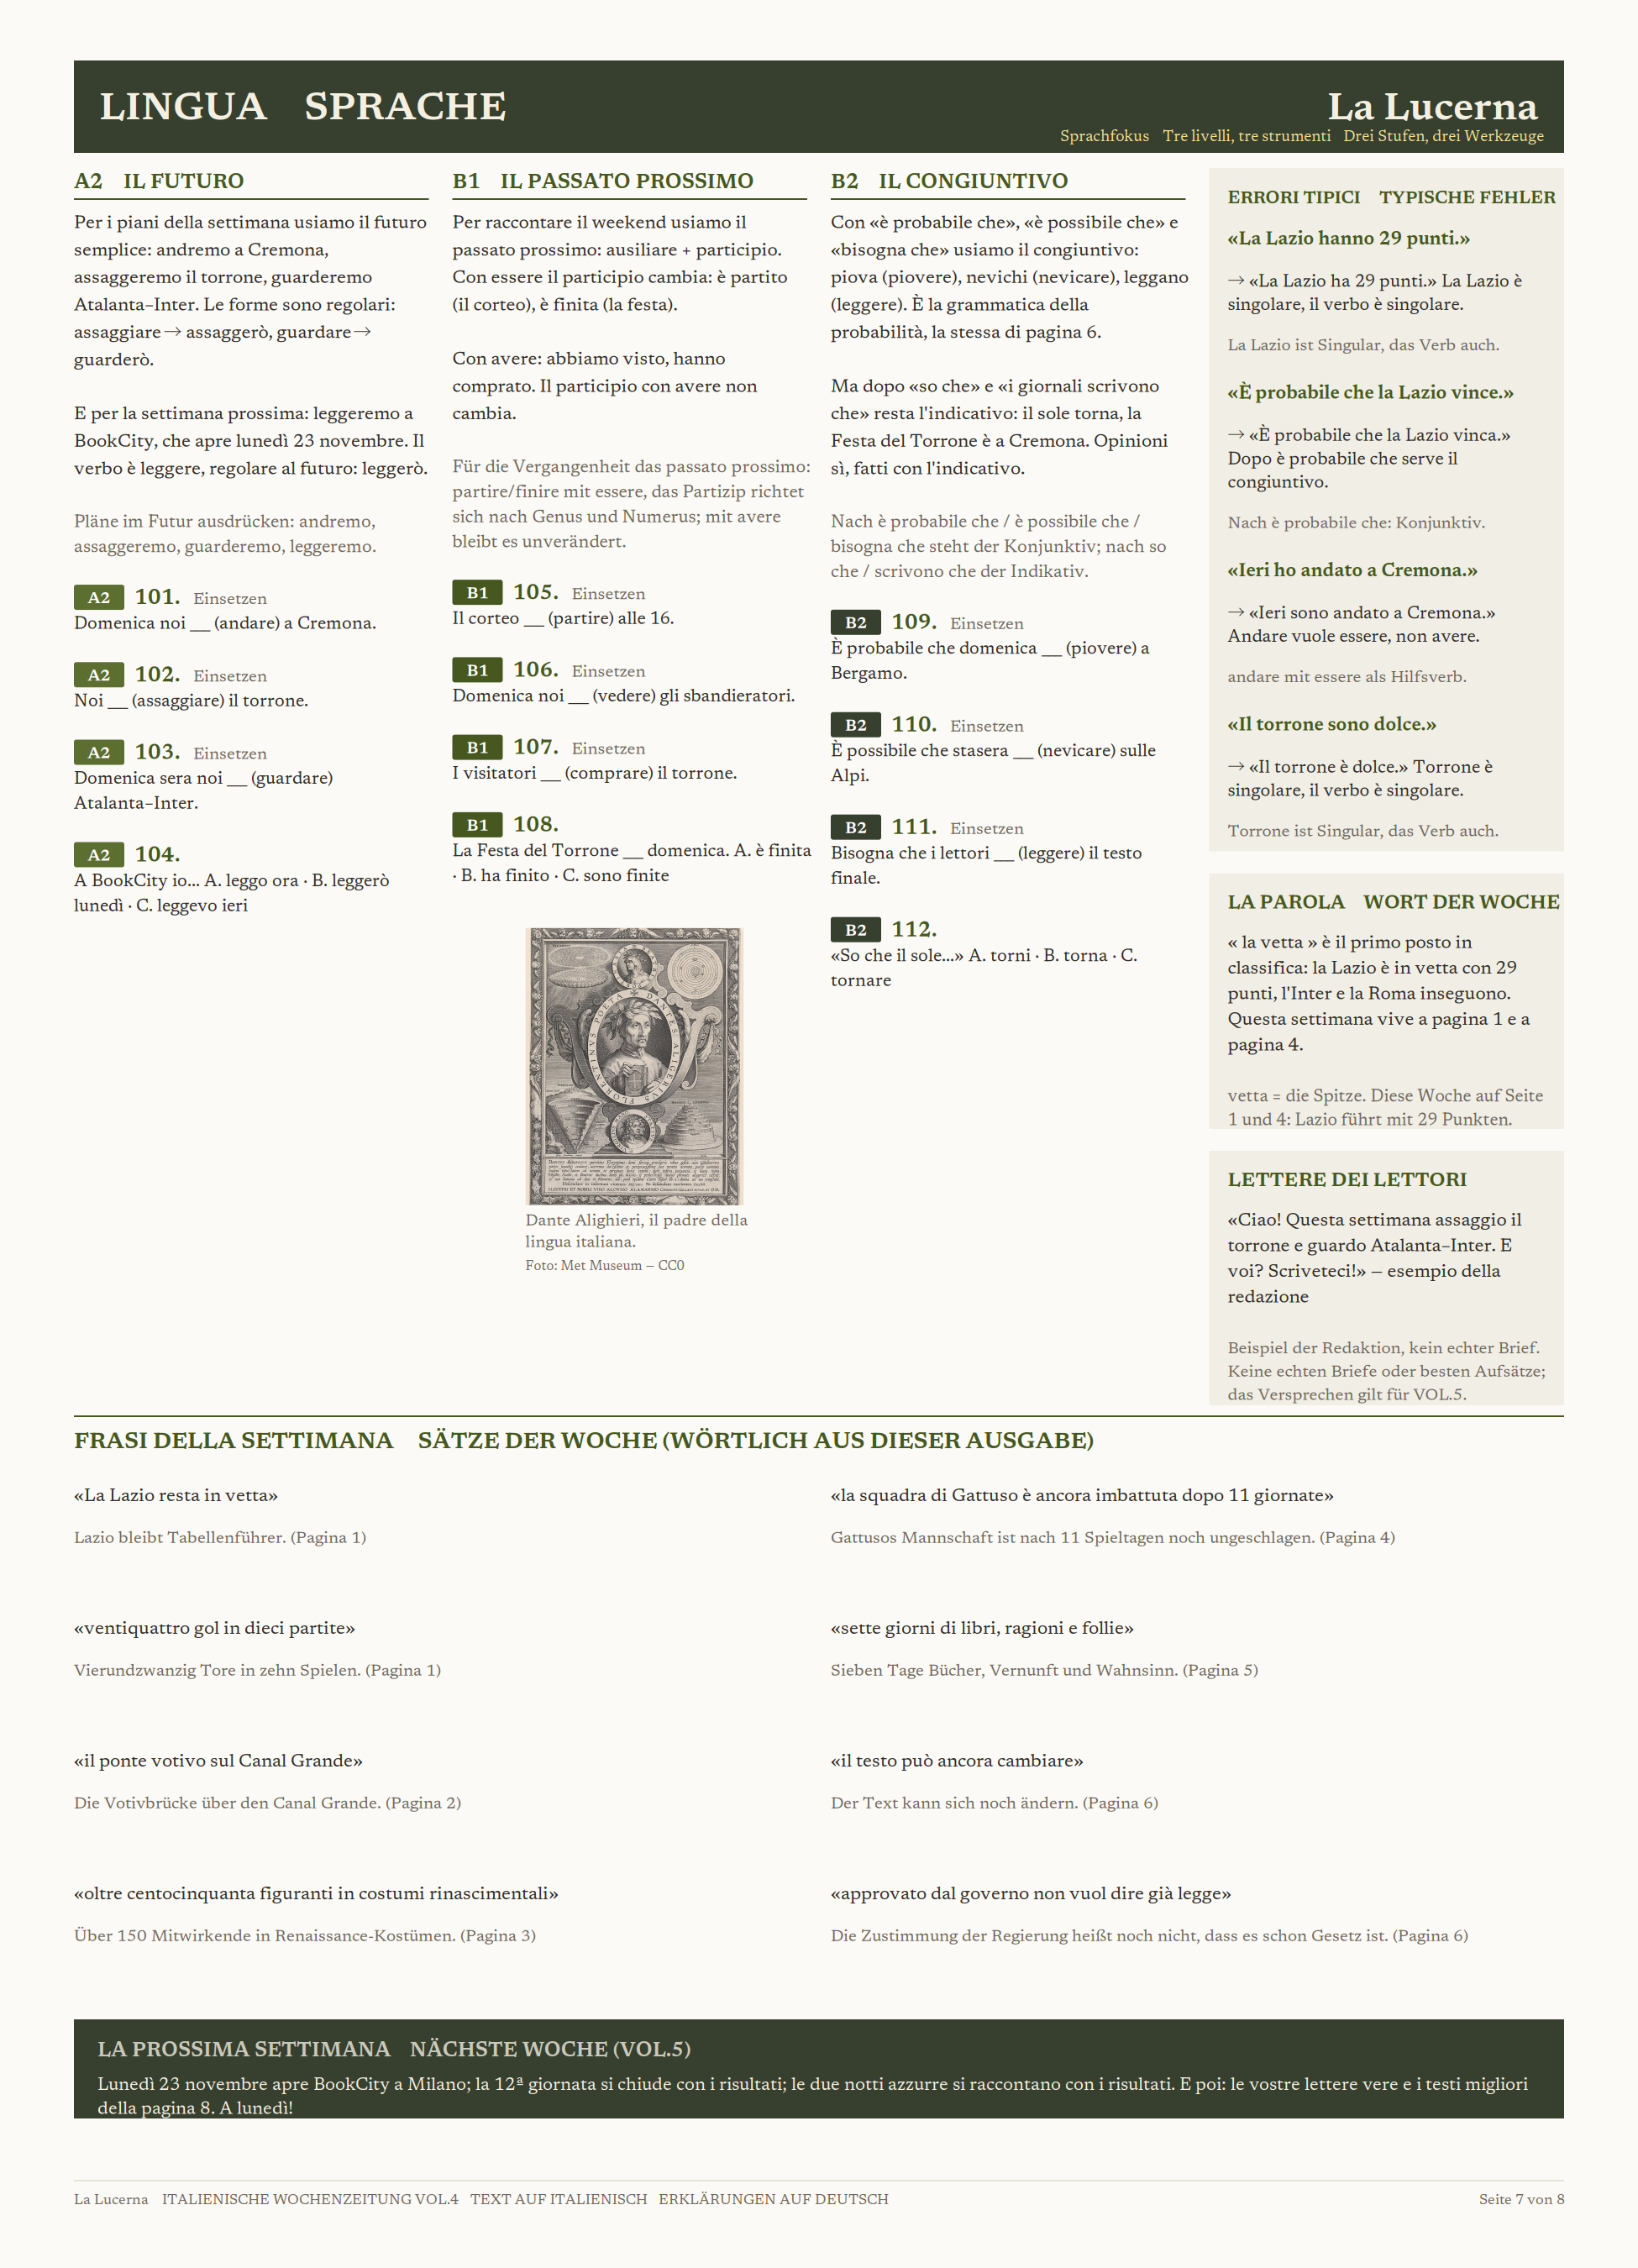 LINGUA SPRACHE
La Lucerna
Sprachfokus Tre livelli, tre strumenti Drei Stufen, drei Werkzeuge
A2 IL FUTURO
Per i piani della settimana usiamo il futuro
semplice: andremo a Cremona,
assaggeremo il torrone, guarderemo
Atalanta–Inter. Le forme sono regolari:
assaggiare → assaggerò, guardare →
guarderò.
E per la settimana prossima: leggeremo a
BookCity, che apre lunedì 23 novembre. Il
verbo è leggere, regolare al futuro: leggerò.
Pläne im Futur ausdrücken: andremo,
assaggeremo, guarderemo, leggeremo.
A2 101. Einsetzen
Domenica noi __ (andare) a Cremona.
A2 102. Einsetzen
Noi __ (assaggiare) il torrone.
A2 103. Einsetzen
Domenica sera noi __ (guardare)
Atalanta–Inter.
A2 104.
A BookCity io... A. leggo ora · B. leggerò
lunedì · C. leggevo ieri
B1 IL PASSATO PROSSIMO
Per raccontare il weekend usiamo il
passato prossimo: ausiliare + participio.
Con essere il participio cambia: è partito
(il corteo), è finita (la festa).
Con avere: abbiamo visto, hanno
comprato. Il participio con avere non
cambia.
Für die Vergangenheit das passato prossimo:
partire/finire mit essere, das Partizip richtet
sich nach Genus und Numerus; mit avere
bleibt es unverändert.
B1 105. Einsetzen
Il corteo __ (partire) alle 16.
B1 106. Einsetzen
Domenica noi __ (vedere) gli sbandieratori.
B1 107. Einsetzen
I visitatori __ (comprare) il torrone.
B1 108.
La Festa del Torrone __ domenica. A. è finita
· B. ha finito · C. sono finite
Dante Alighieri, il padre della
lingua italiana.
Foto: Met Museum – CC0
B2 IL CONGIUNTIVO
Con «è probabile che», «è possibile che» e
«bisogna che» usiamo il congiuntivo:
piova (piovere), nevichi (nevicare), leggano
(leggere). È la grammatica della
probabilità, la stessa di pagina 6.
Ma dopo «so che» e «i giornali scrivono
che» resta l'indicativo: il sole torna, la
Festa del Torrone è a Cremona. Opinioni
sì, fatti con l'indicativo.
Nach è probabile che / è possibile che /
bisogna che steht der Konjunktiv; nach so
che / scrivono che der Indikativ.
B2 109. Einsetzen
È probabile che domenica __ (piovere) a
Bergamo.
B2 110. Einsetzen
È possibile che stasera __ (nevicare) sulle
Alpi.
B2 111. Einsetzen
Bisogna che i lettori __ (leggere) il testo
finale.
B2 112.
«So che il sole...» A. torni · B. torna · C.
tornare
ERRORI TIPICI TYPISCHE FEHLER
«La Lazio hanno 29 punti.»
→ «La Lazio ha 29 punti.» La Lazio è
singolare, il verbo è singolare.
La Lazio ist Singular, das Verb auch.
«È probabile che la Lazio vince.»
→ «È probabile che la Lazio vinca.»
Dopo è probabile che serve il
congiuntivo.
Nach è probabile che: Konjunktiv.
«Ieri ho andato a Cremona.»
→ «Ieri sono andato a Cremona.»
Andare vuole essere, non avere.
andare mit essere als Hilfsverb.
«Il torrone sono dolce.»
→ «Il torrone è dolce.» Torrone è
singolare, il verbo è singolare.
Torrone ist Singular, das Verb auch.
LA PAROLA WORT DER WOCHE
« la vetta » è il primo posto in
classifica: la Lazio è in vetta con 29
punti, l'Inter e la Roma inseguono.
Questa settimana vive a pagina 1 e a
pagina 4.
vetta = die Spitze. Diese Woche auf Seite
1 und 4: Lazio führt mit 29 Punkten.
LETTERE DEI LETTORI
«Ciao! Questa settimana assaggio il
torrone e guardo Atalanta–Inter. E
voi? Scriveteci!» — esempio della
redazione
Beispiel der Redaktion, kein echter Brief.
Keine echten Briefe oder besten Aufsätze;
das Versprechen gilt für VOL.5.
FRASI DELLA SETTIMANA SÄTZE DER WOCHE (WÖRTLICH AUS DIESER AUSGABE)
«La Lazio resta in vetta»
Lazio bleibt Tabellenführer. (Pagina 1)
«ventiquattro gol in dieci partite»
Vierundzwanzig Tore in zehn Spielen. (Pagina 1)
«il ponte votivo sul Canal Grande»
Die Votivbrücke über den Canal Grande. (Pagina 2)
«oltre centocinquanta figuranti in costumi rinascimentali»
Über 150 Mitwirkende in Renaissance-Kostümen. (Pagina 3)
«la squadra di Gattuso è ancora imbattuta dopo 11 giornate»
Gattusos Mannschaft ist nach 11 Spieltagen noch ungeschlagen. (Pagina 4)
«sette giorni di libri, ragioni e follie»
Sieben Tage Bücher, Vernunft und Wahnsinn. (Pagina 5)
«il testo può ancora cambiare»
Der Text kann sich noch ändern. (Pagina 6)
«approvato dal governo non vuol dire già legge»
Die Zustimmung der Regierung heißt noch nicht, dass es schon Gesetz ist. (Pagina 6)
LA PROSSIMA SETTIMANA NÄCHSTE WOCHE (VOL.5)
Lunedì 23 novembre apre BookCity a Milano; la 12ª giornata si chiude con i risultati; le due notti azzurre si raccontano con i risultati. E poi: le vostre lettere vere e i testi migliori
della pagina 8. A lunedì!
La Lucerna ITALIENISCHE WOCHENZEITUNG VOL.4 TEXT AUF ITALIENISCH ERKLÄRUNGEN AUF DEUTSCH
Seite 7 von 8